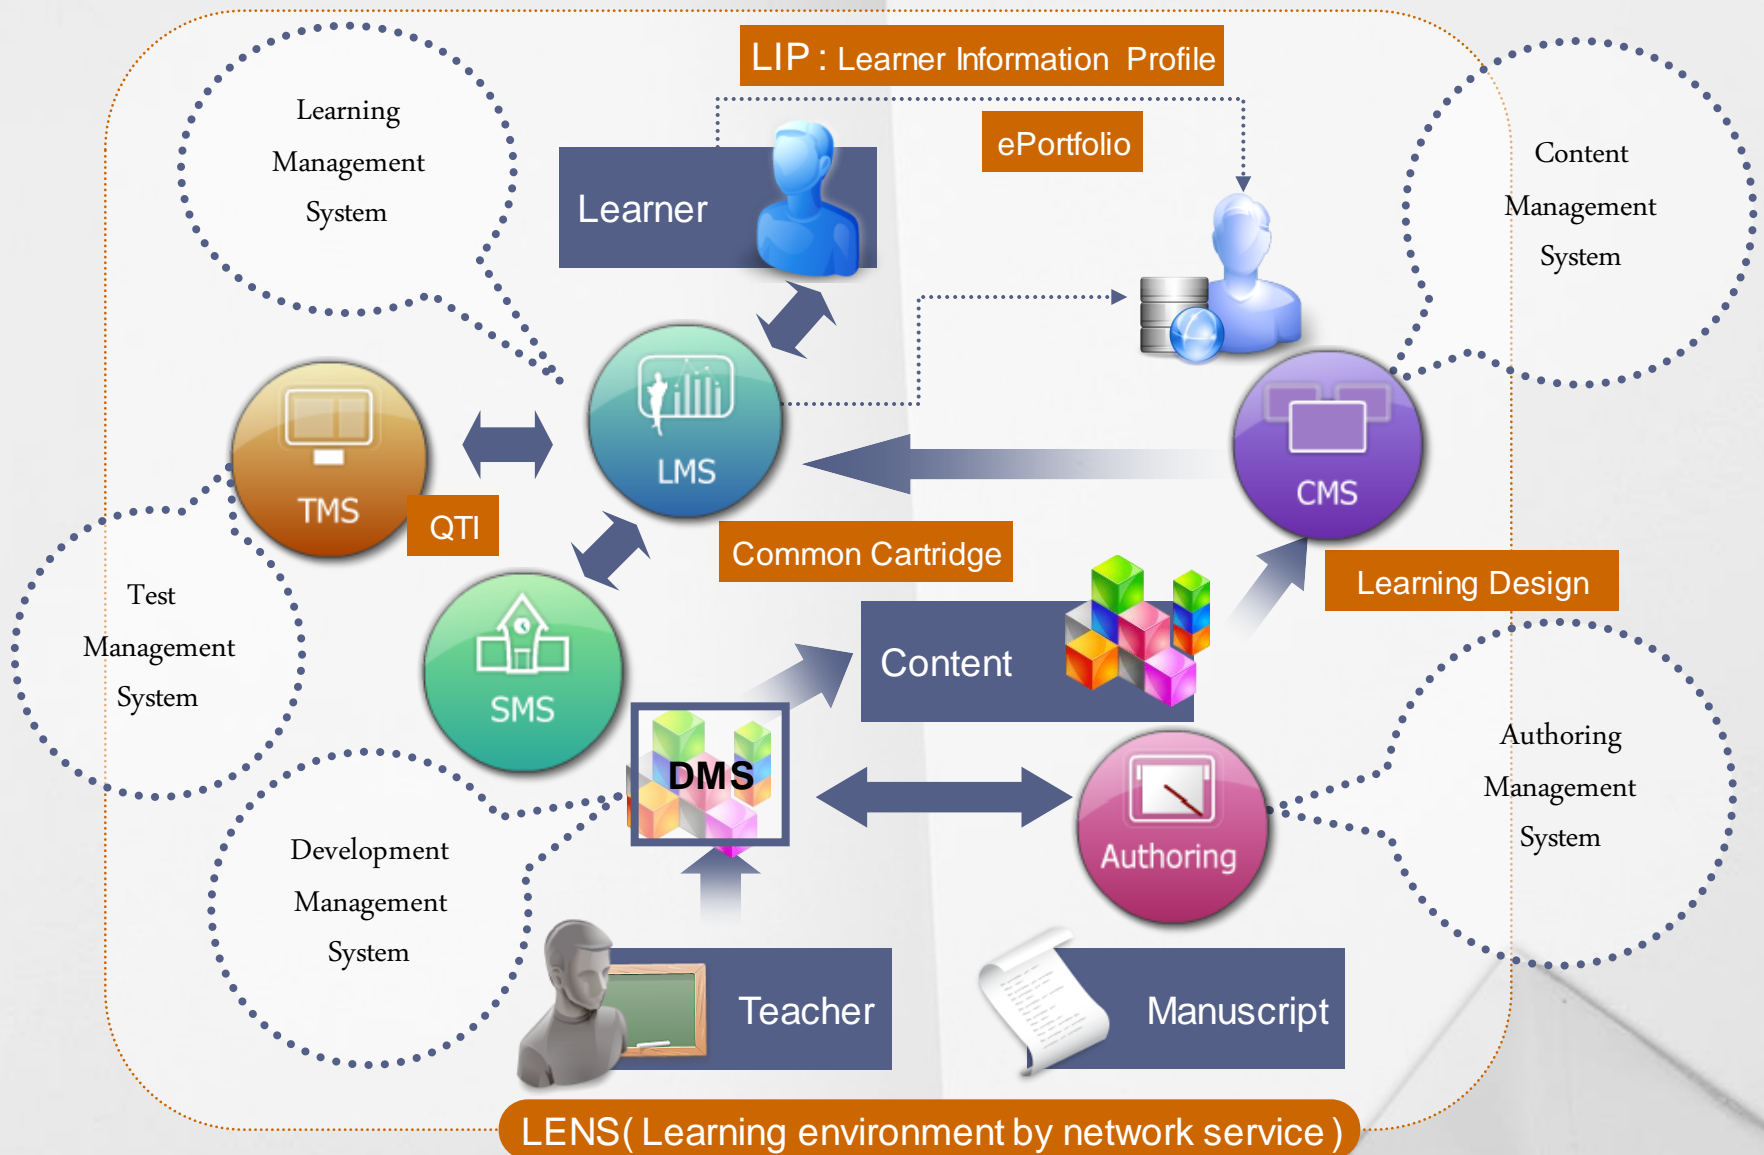 LIP : Learner Information Profile
Learning
Management
System
ePortfolio
Content
Management
System
Learner
LMS
TMS
QTI
CMS
Common Cartridge
Learning Design
Test
Management
System
SMS
Content
DMS
Authoring
Authoring
Management
System
Development
Management
System
Teacher
Manuscript
LENS( Learning environment by network service )